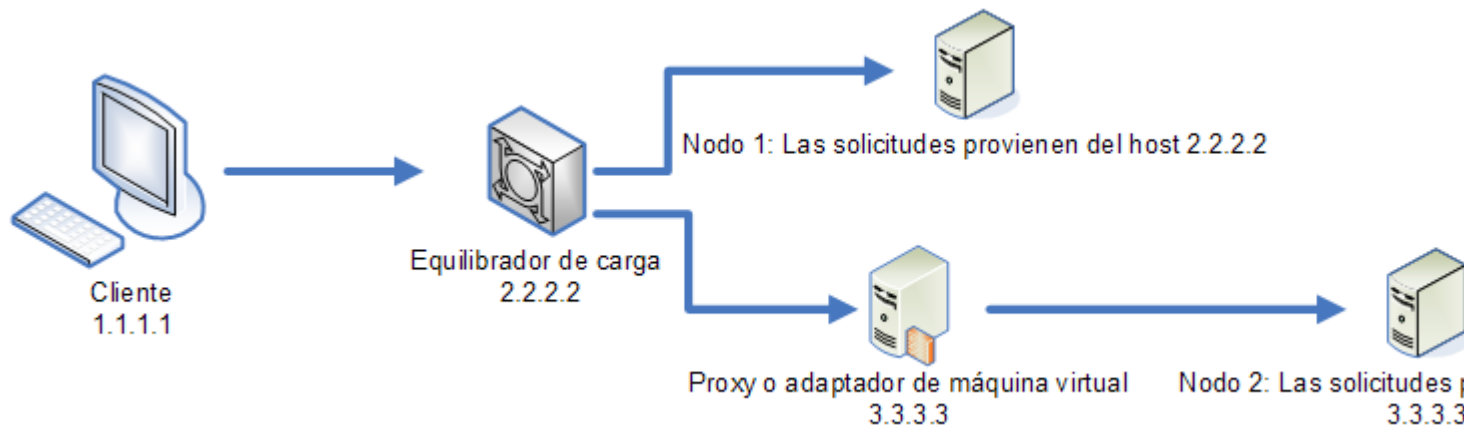 Nodo 1: Las solicitudes provienen del host 2.2.2.2
Equilibrador de carga
2.2.2.2
Cliente
1.1.1.1
Proxy o adaptador de máquina virtual
3.3.3.3
Nodo 2: Las solicitudes
3.3.3.3